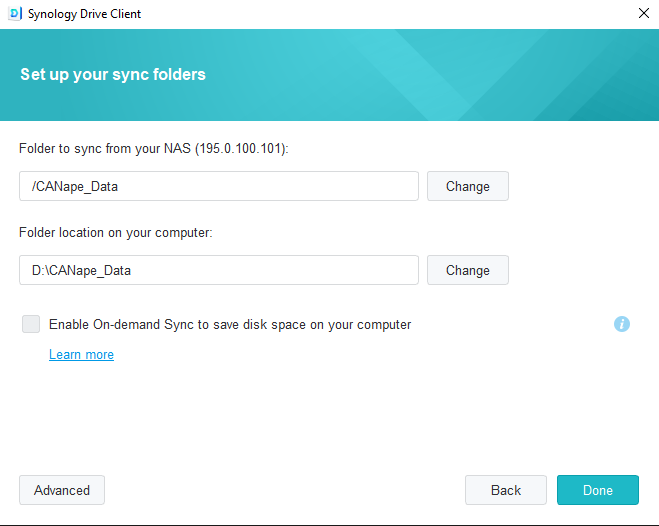 Synology Drive Client
Set up your sync folders
Folder to sync from your NAS (195.0.100.101):
/CANape_Data
Change
Folder location on your computer:
D:\CANape_Data
Change
Enable On-demand Sync to save disk space on your computer
Learn more
Advanced
Back
Done